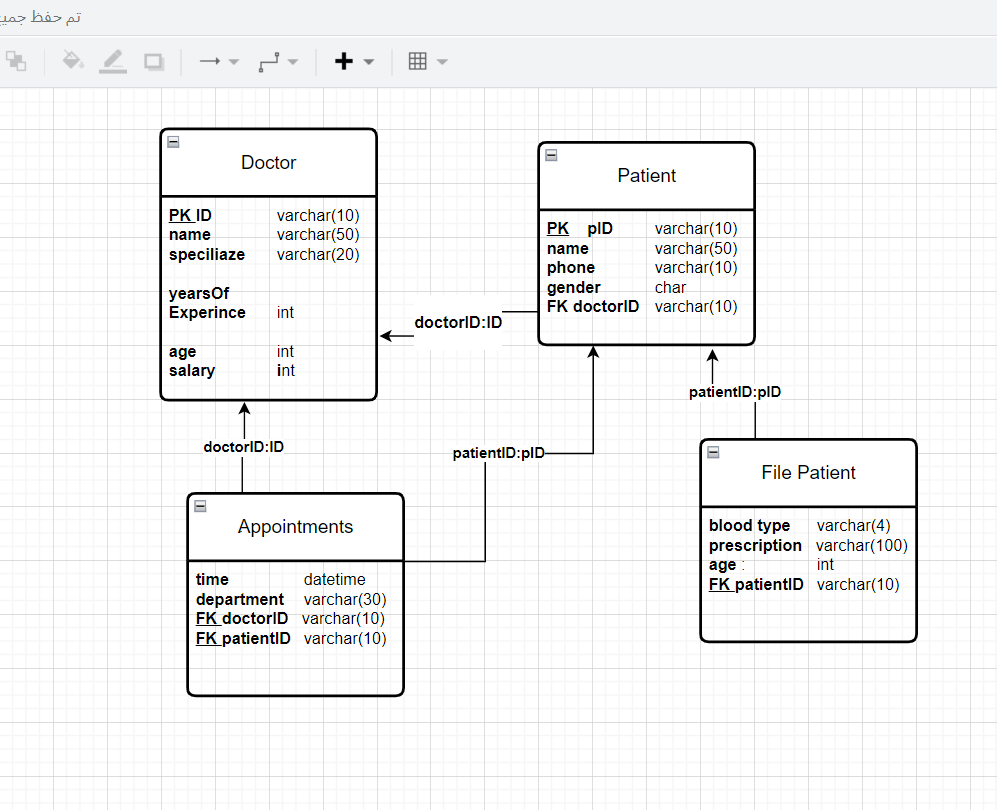 تم حفظ جميع
Doctor
PK ID varchar(10)
name varchar(50)
speciliaze varchar(20)
yearsOf
Experince int
age int
salary int
Patient
PK pID varchar(10)
name varchar(50)
phone varchar(10)
gender char
FK doctorID varchar(10)
doctorID:ID
doctorID:ID
patientID:pID
patientID:pID
Appointments
time datetime
department varchar(30)
FK doctorID varchar(10)
FK patientID varchar(10)
File Patient
blood type varchar(4)
prescription varchar(100)
age : int
FK patientID varchar(10)